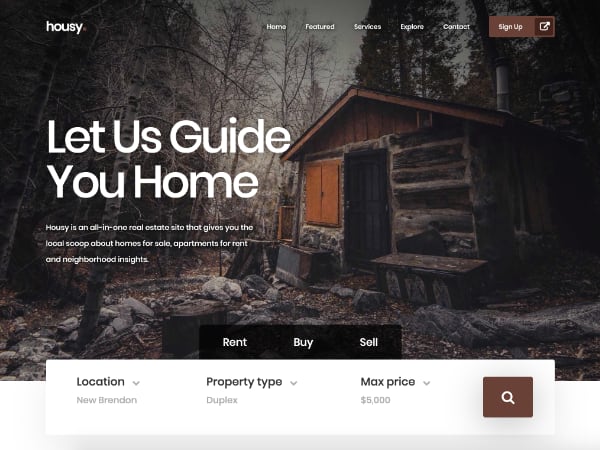 housy.
Home Featured Services Explore Contact Sign Up
Let Us Guide
You Home
Housy is an all-in-one real estate site that gives you the
local scoop about homes for sale, apartments for rent
and neighborhood insights.
Rent Buy Sell
Location Property type Max price
New Brendon Duplex $5,000